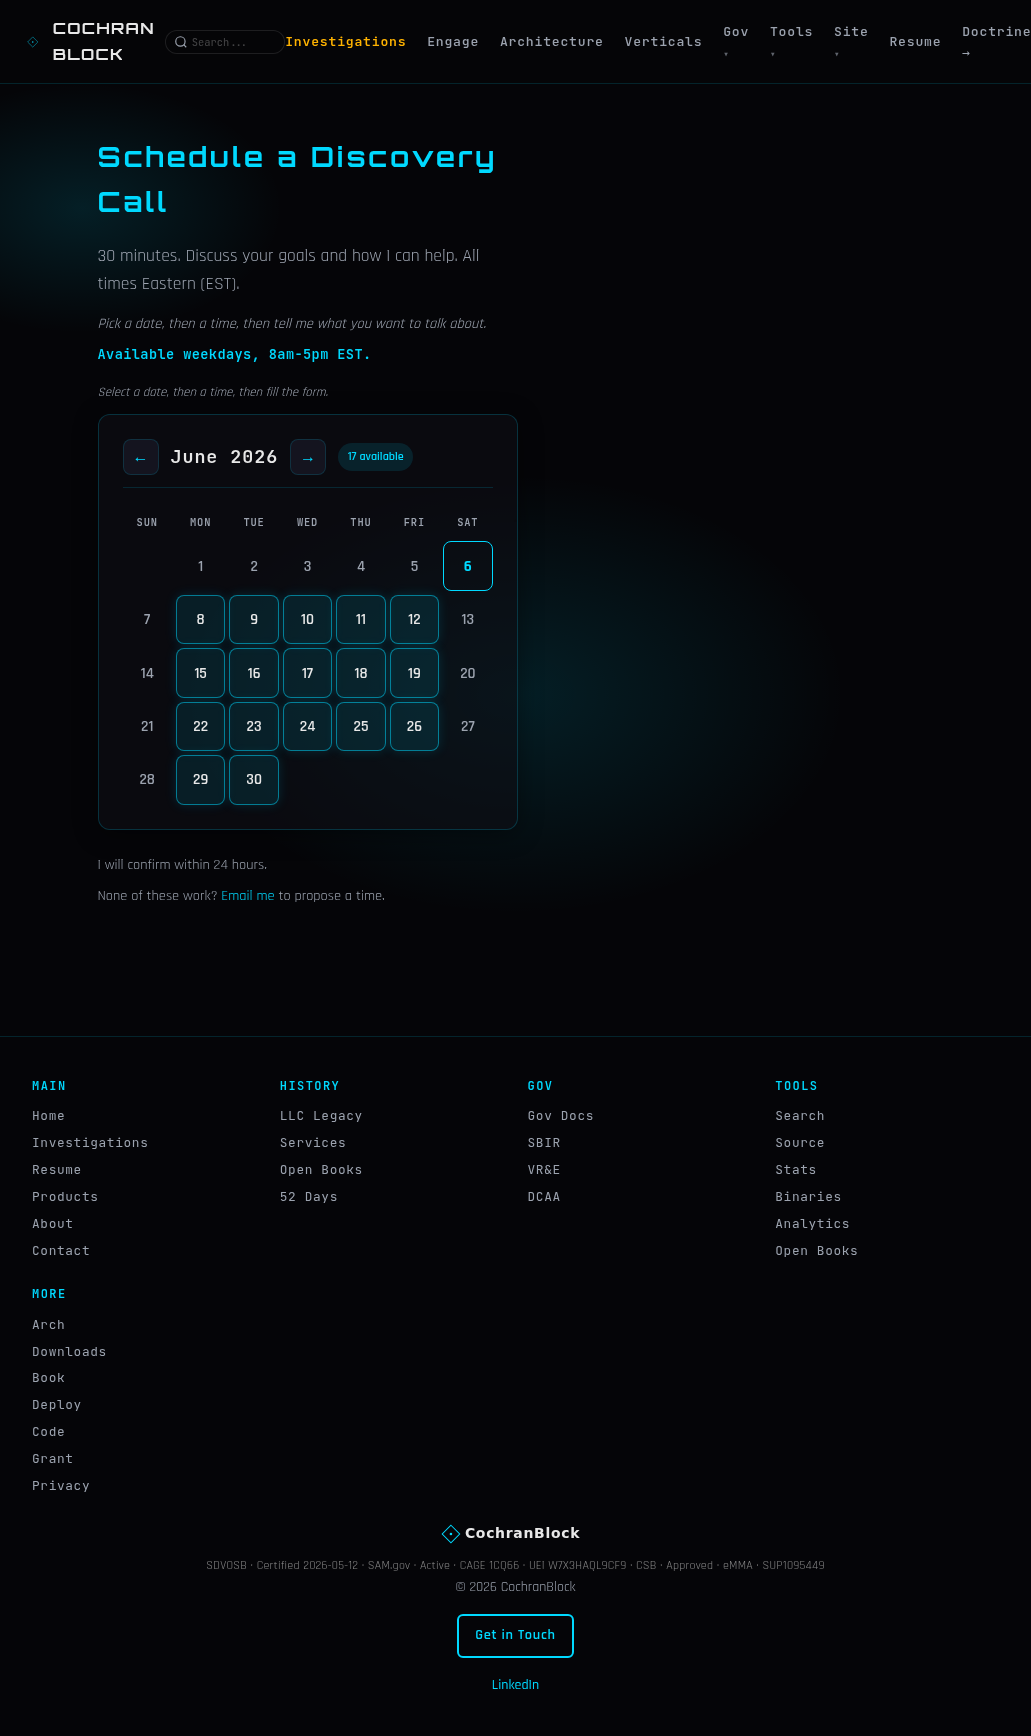 COCHRAN
BLOCK
Search...
Investigations
Engage
Architecture
Verticals
Gov ▾
Tools ▾
Site ▾
Resume
Doctrine →
Schedule a Discovery
Call
30 minutes. Discuss your goals and how I can help. All
times Eastern (EST).
Pick a date, then a time, then tell me what you want to talk about.
Available weekdays, 8am-5pm EST.
Select a date, then a time, then fill the form.
← June 2026 → 17 available
SUN MON TUE WED THU FRI SAT
1 2 3 4 5 6
7 8 9 10 11 12 13
14 15 16 17 18 19 20
21 22 23 24 25 26 27
28 29 30
I will confirm within 24 hours.
None of these work? Email me to propose a time.
MAIN
Home
Investigations
Resume
Products
About
Contact
HISTORY
LLC Legacy
Services
Open Books
52 Days
GOV
Gov Docs
SBIR
VR&E
DCAA
TOOLS
Search
Source
Stats
Binaries
Analytics
Open Books
MORE
Arch
Downloads
Book
Deploy
Code
Grant
Privacy
CochranBlock
SDVOSB · Certified 2026-05-12 · SAM.gov · Active · CAGE 1CQ66 · UEI W7X3HAQL9CF9 · CSB · Approved · eMMA · SUP1095449
© 2026 CochranBlock
Get in Touch
LinkedIn